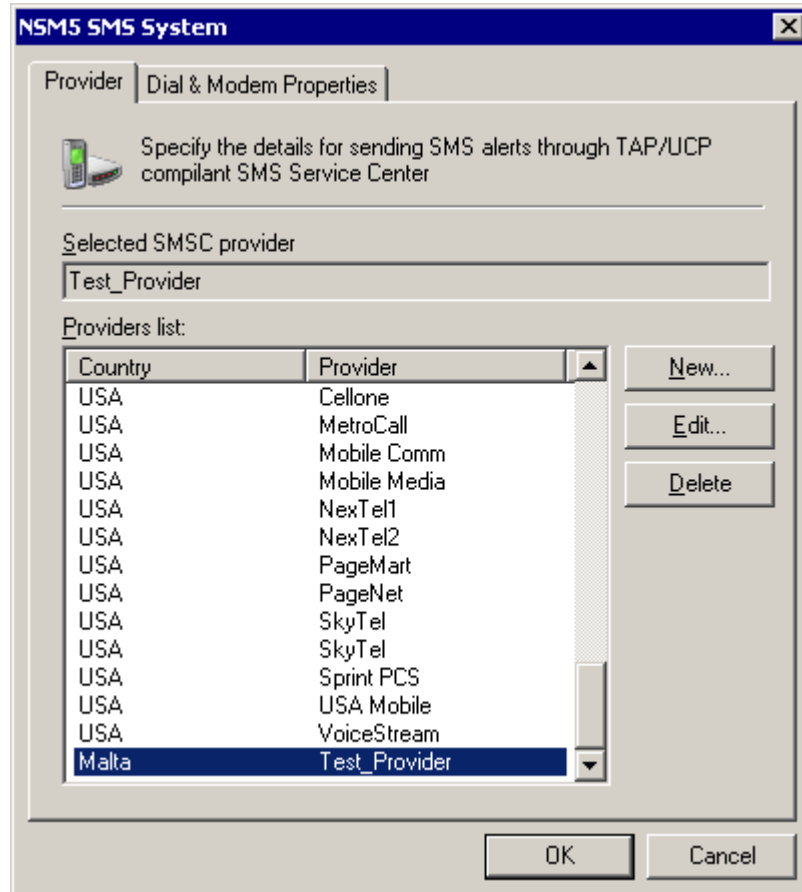 NSM5 SMS System
Provider
Dial & Modem Properties
Specify the details for sending SMS alerts through TAP/UCP
compilant SMS Service Center
Selected SMSC provider
Test_Provider
Providers list:
Country Provider
USA Cellone
USA MetroCall
USA Mobile Comm
USA Mobile Media
USA NexTel1
USA NexTel2
USA PageMart
USA PageNet
USA SkyTel
USA SkyTel
USA Sprint PCS
USA USA Mobile
USA VoiceStream
Malta Test_Provider
New...
Edit...
Delete
OK
Cancel